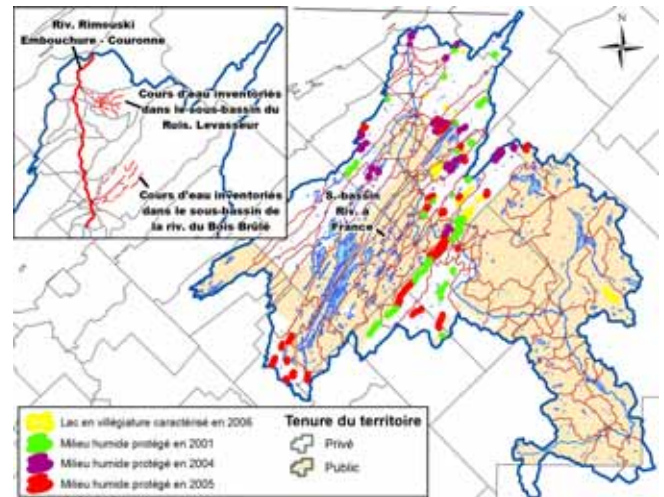 Riv. Rimouski
Embouchure - Couronne
Cours d'eau inventoriés
dans le sous-bassin du
Ruis. Levasseur
Cours d'eau inventoriés
dans le sous-bassin de
la riv. du Bois Brûlé
N
S.-bassin
Riv. à
France
Lac en villégiature caractérisé en 2006
Milieu humide protégé en 2001
Milieu humide protégé en 2004
Milieu humide protégé en 2005
Tenure du territoire
Privé
Public